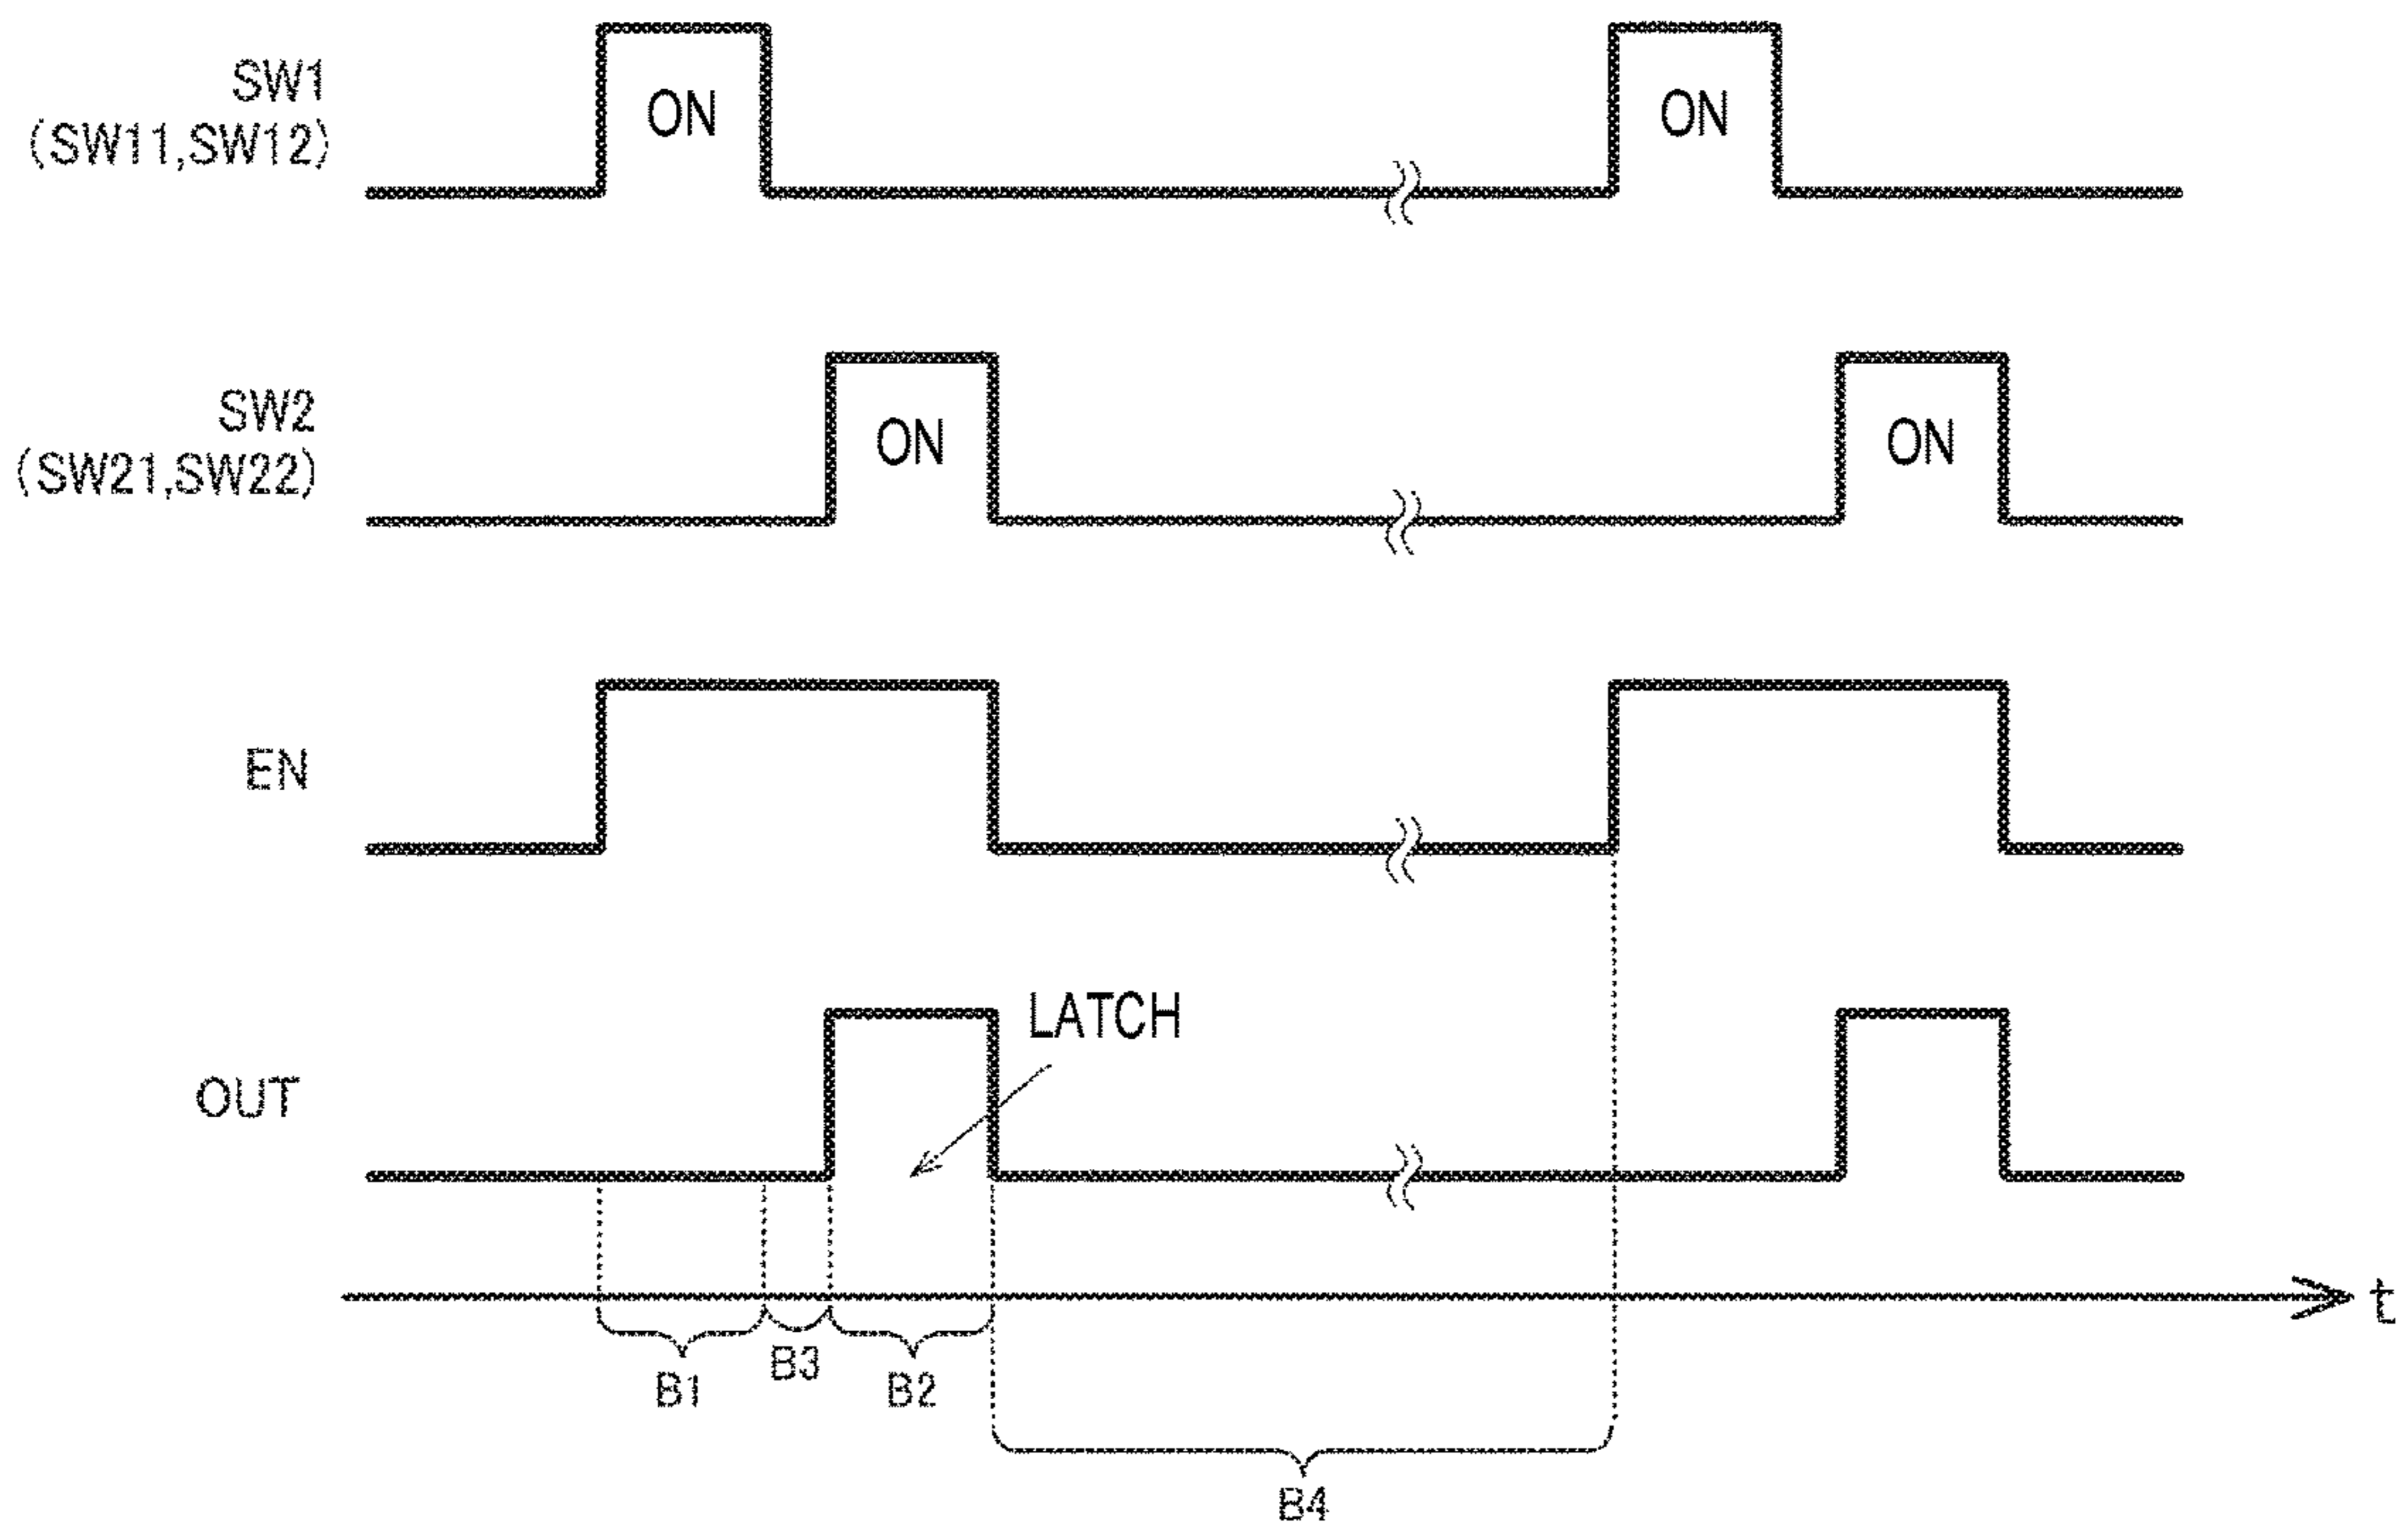 SW1
(SW11,SW12)
ON
ON
SW2
(SW21,SW22)
ON
ON
EN
LATCH
OUT
t
B1
B3
B2
B4